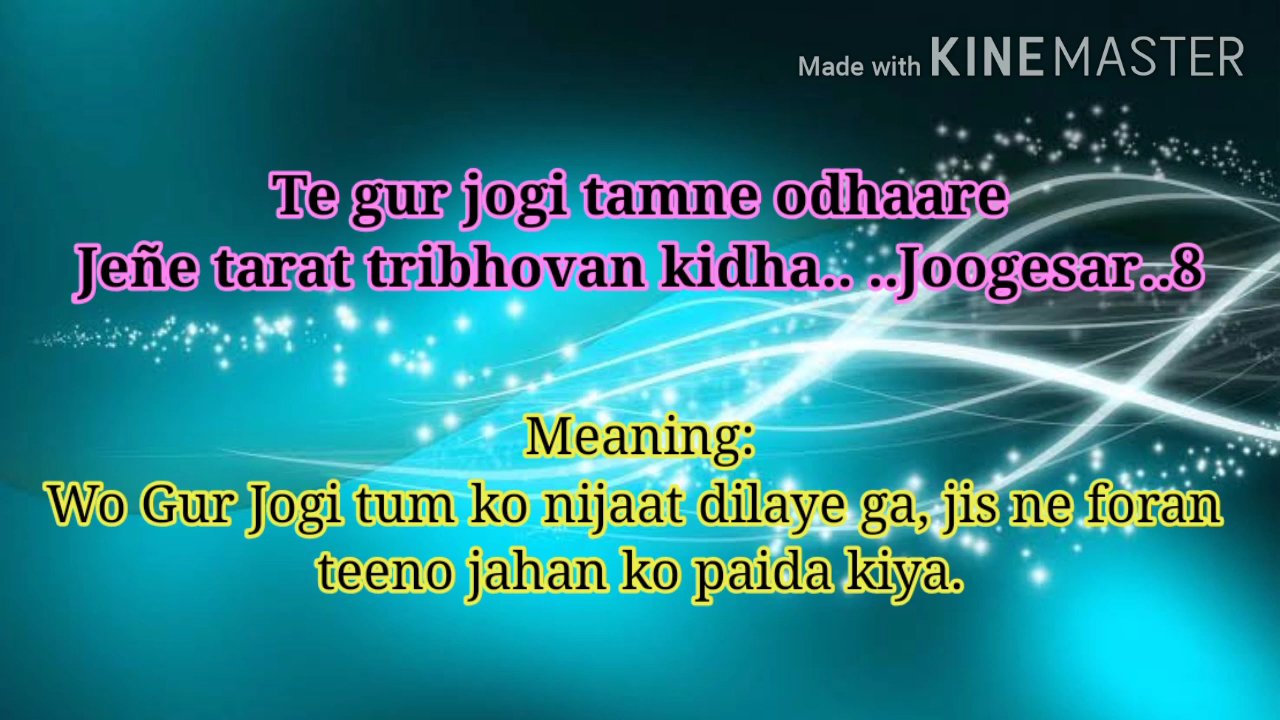 Made with KINEMASTER
Te gur jogi tamne odhaare
Jeñe tarat tribhovan kidha.. ..Joogesar..8
Meaning:
Wo Gur Jogi tum ko nijaat dilaye ga, jis ne foran
teeno jahan ko paida kiya.